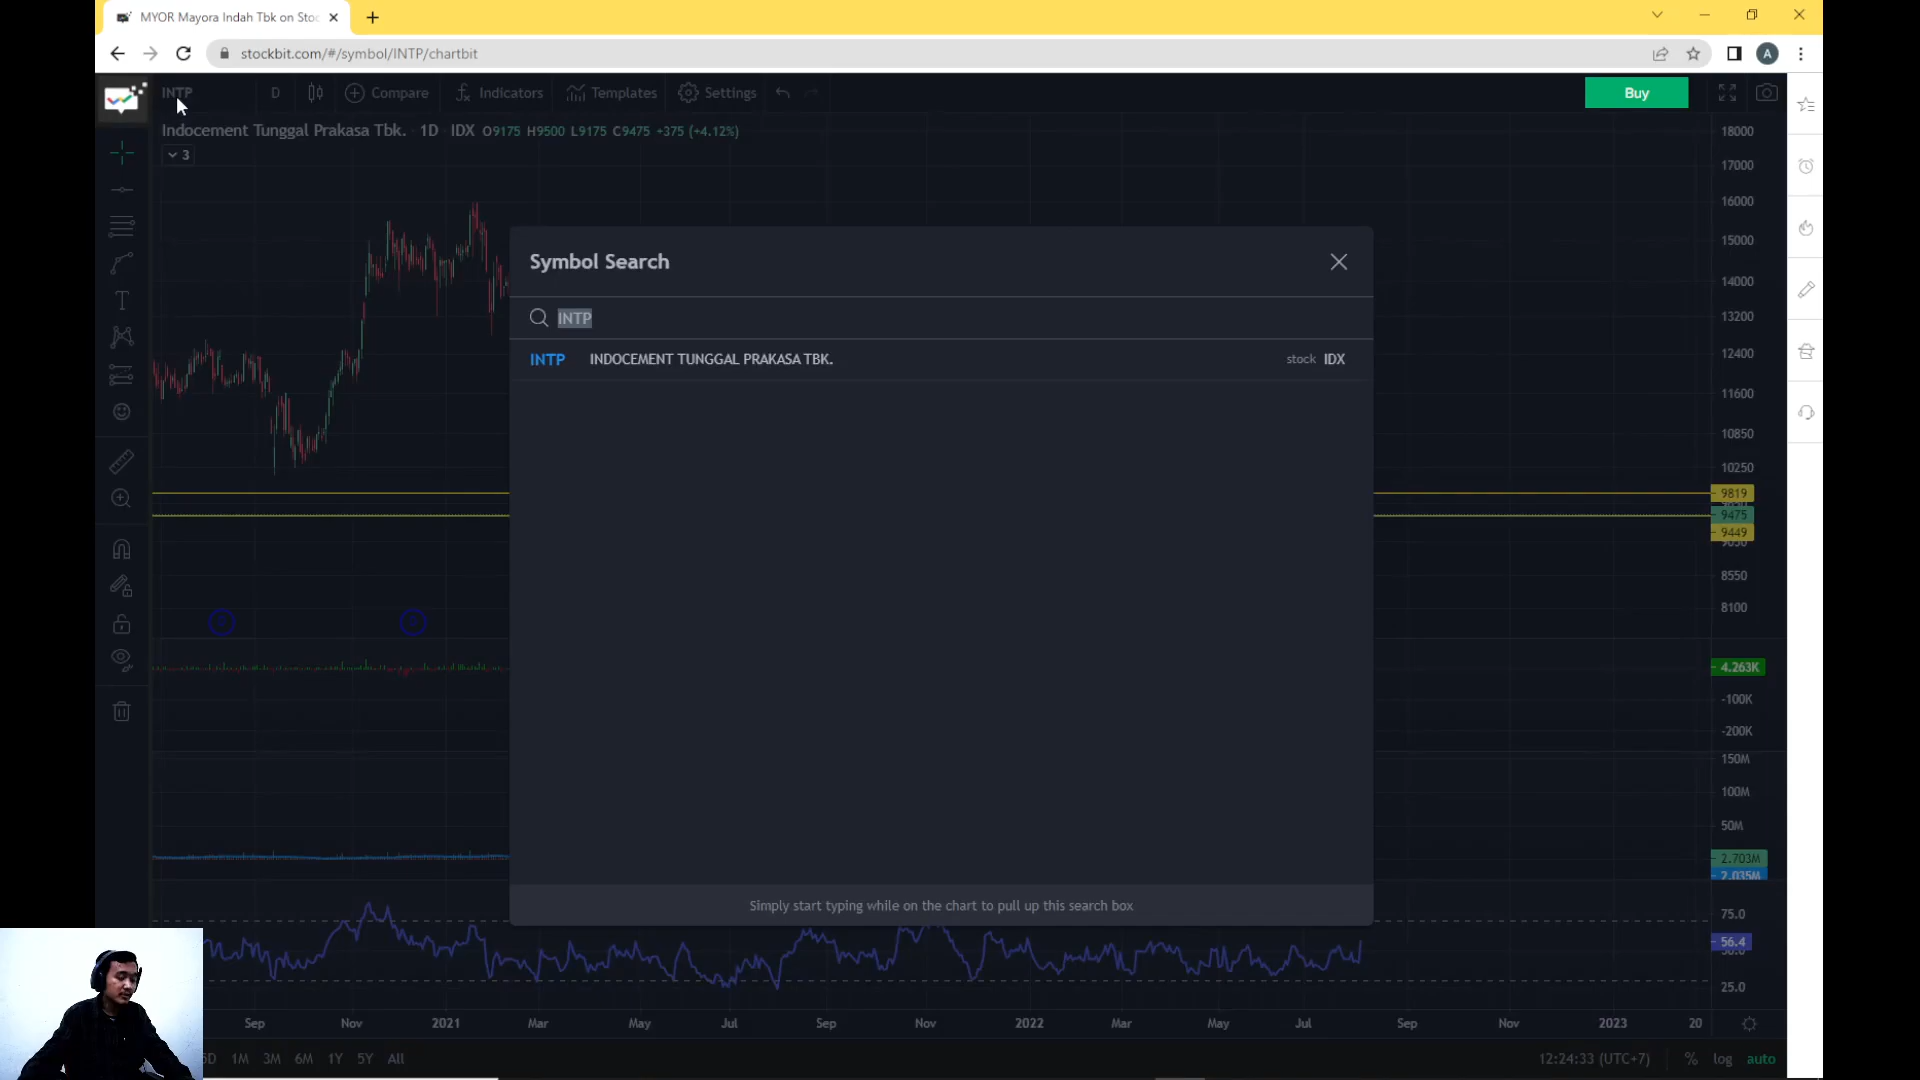 MYOR Mayora Indah Tbk on Stoc
stockbit.com/#/symbol/INTP/chartbit
A
INTP D Compare Indicators Templates Settings Buy
Indocement Tunggal Prakasa Tbk. · 1D · IDX O9175 H9500 L9175 C9475 +375 (+4.12%)
3
18000
17000
16000
15000
14000
13200
12400
11600
10850
10250
9819
9475
9449
8550
8100
4.263K
-100K
-200K
150M
100M
50M
2.703M
2.035M
75.0
56.4
25.0
Symbol Search
INTP
INTP INDOCEMENT TUNGGAL PRAKASA TBK. stock IDX
Simply start typing while on the chart to pull up this search box
Sep Nov 2021 Mar May Jul Sep Nov 2022 Mar May Jul Sep Nov 2023 20
1M 3M 6M 1Y 5Y All 12:24:33 (UTC+7) % log auto